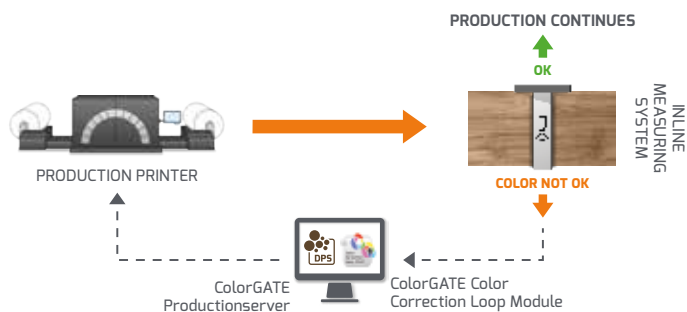 PRODUCTION CONTINUES
OK
INLINE
MEASURING
SYSTEM
PRODUCTION PRINTER
COLOR NOT OK
DPS
ColorGATE
Productionserver
ColorGATE Color
Correction Loop Module